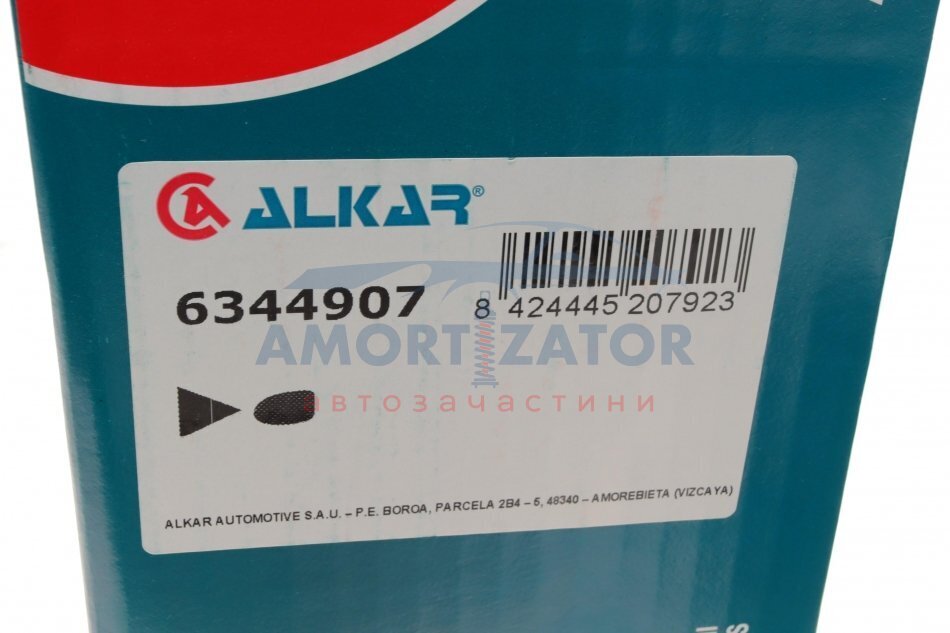 ALKAR®
6344907
8 424445 207923
AMORTIZATOR
автозачастини
ALKAR AUTOMOTIVE S.A.U. – P.E. BOROA, PARCELA 2B4 – 5, 48340 – AMOREBIETA (VIZCAYA)